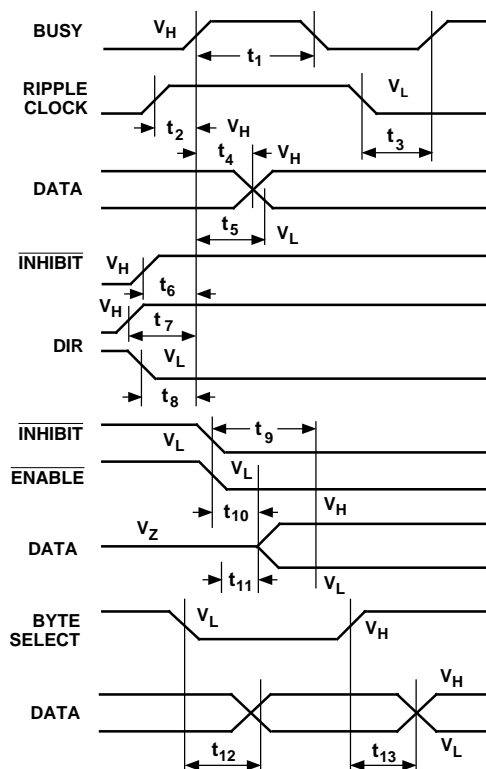 BUSY V_H t_1
RIPPLE CLOCK V_L
t_2 V_H t_3
t_4 V_H
DATA
t_5 V_L
INHIBIT V_H
t_6
V_H t_7
DIR V_L
t_8
INHIBIT V_L t_9
ENABLE V_L
t_10 V_H
DATA V_Z
t_11 V_L
BYTE SELECT V_L V_H
DATA V_H
V_L
t_12 t_13